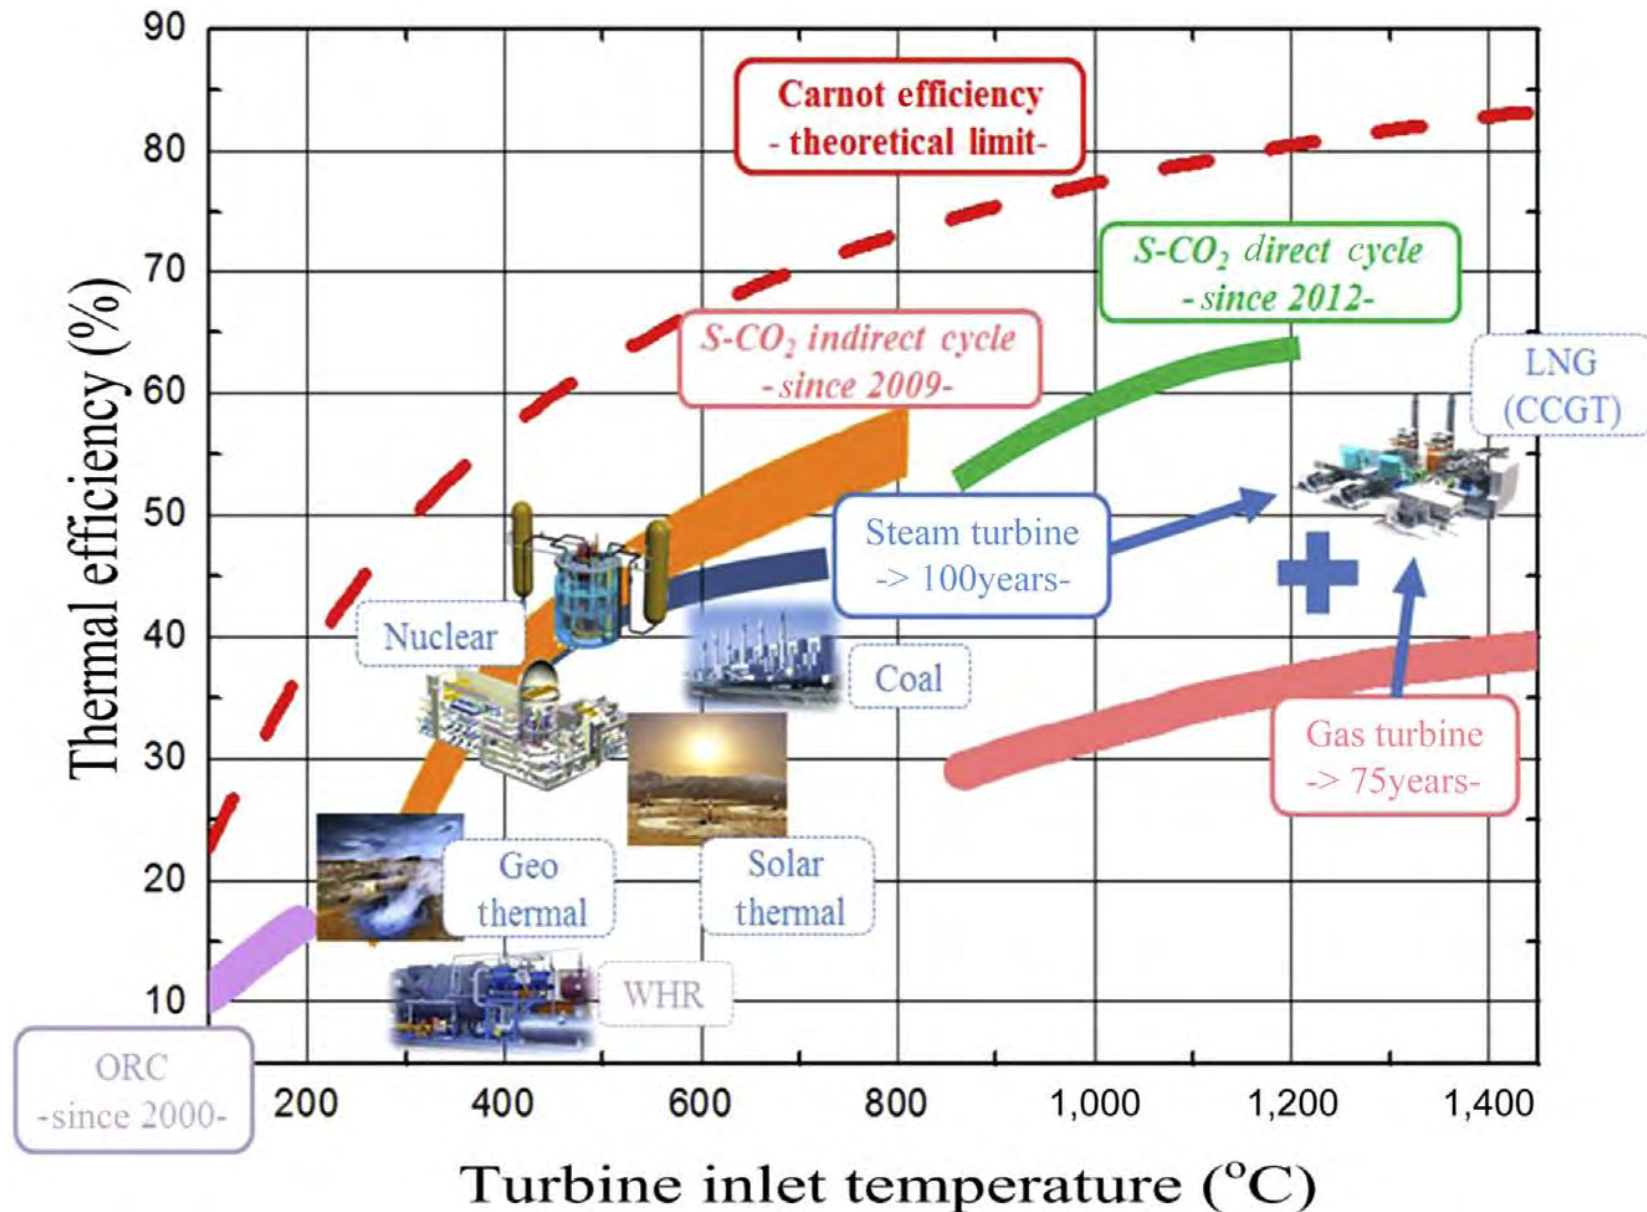 90
80
70
60
50
40
30
20
10
Thermal efficiency (%)
Carnot efficiency
- theoretical limit-
S-CO₂ direct cycle
-since 2012-
S-CO₂ indirect cycle
-since 2009-
LNG
(CCGT)
Steam turbine
-> 100years-
Nuclear
Coal
Gas turbine
-> 75years-
Geo
thermal
Solar
thermal
WHR
ORC
-since 2000-
200 400 600 800 1,000 1,200 1,400
Turbine inlet temperature (°C)